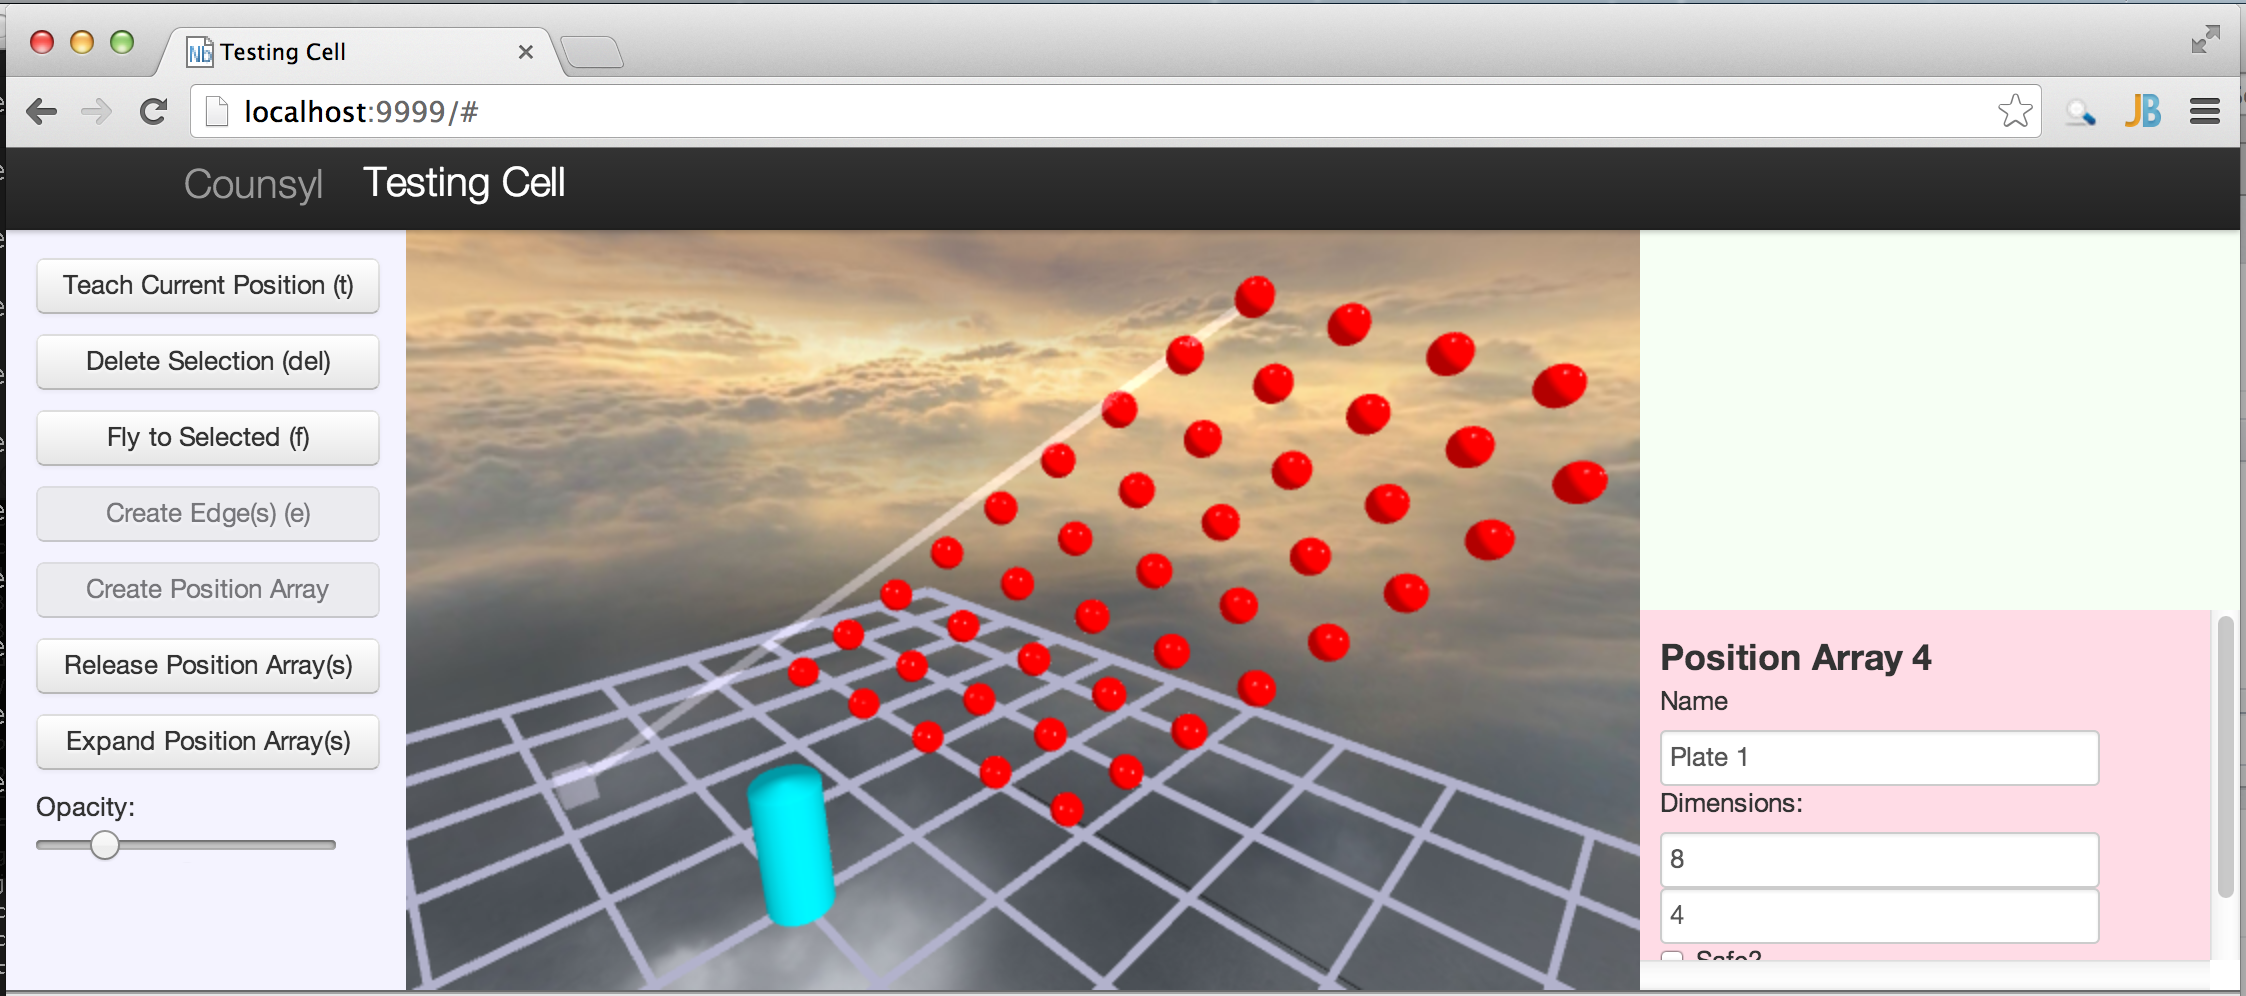 Testing Cell
localhost:9999/#
JB
Counsyl Testing Cell
Teach Current Position (t)
Delete Selection (del)
Fly to Selected (f)
Create Edge(s) (e)
Create Position Array
Release Position Array(s)
Expand Position Array(s)
Opacity:
Position Array 4
Name
Plate 1
Dimensions:
8
4
Safe?